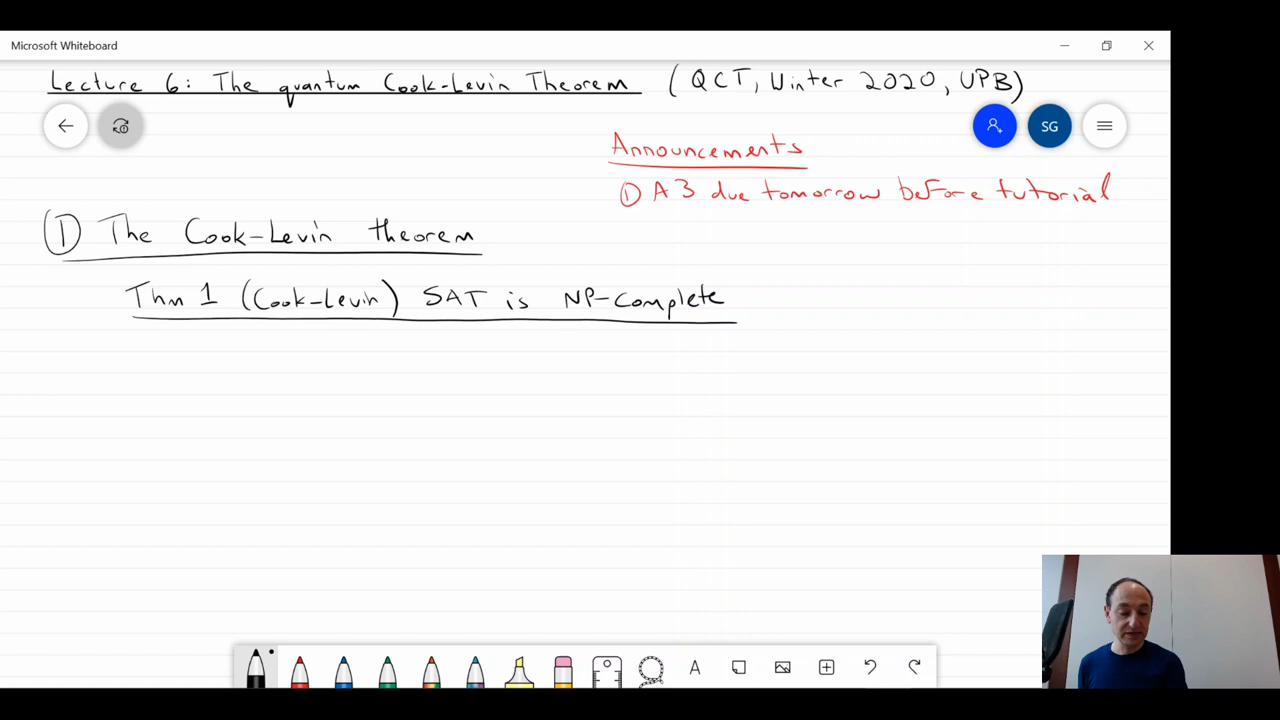 Microsoft Whiteboard
Lecture 6: The quantum Cook-Levin Theorem (QCT, Winter 2020, UPB)
SG
Announcements
① A3 due tomorrow before tutorial
① The Cook-Levin theorem
Thm 1 (Cook-Levin) SAT is NP-complete
A